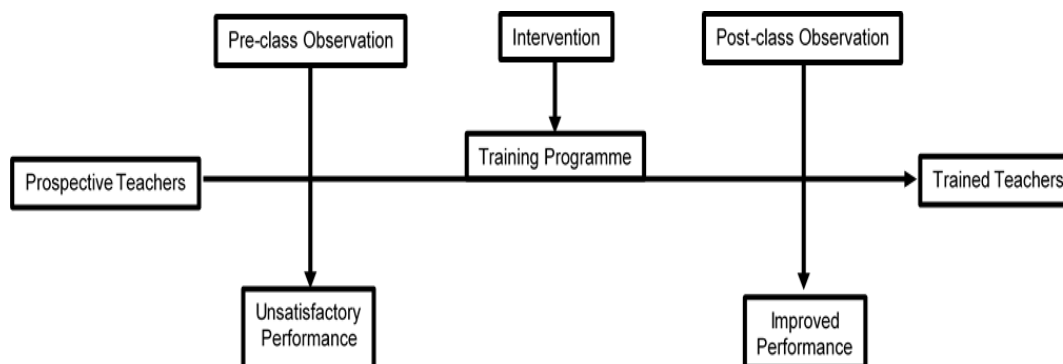 Pre-class Observation
Intervention
Post-class Observation
Training Programme
Prospective Teachers
Trained Teachers
Unsatisfactory
Performance
Improved
Performance